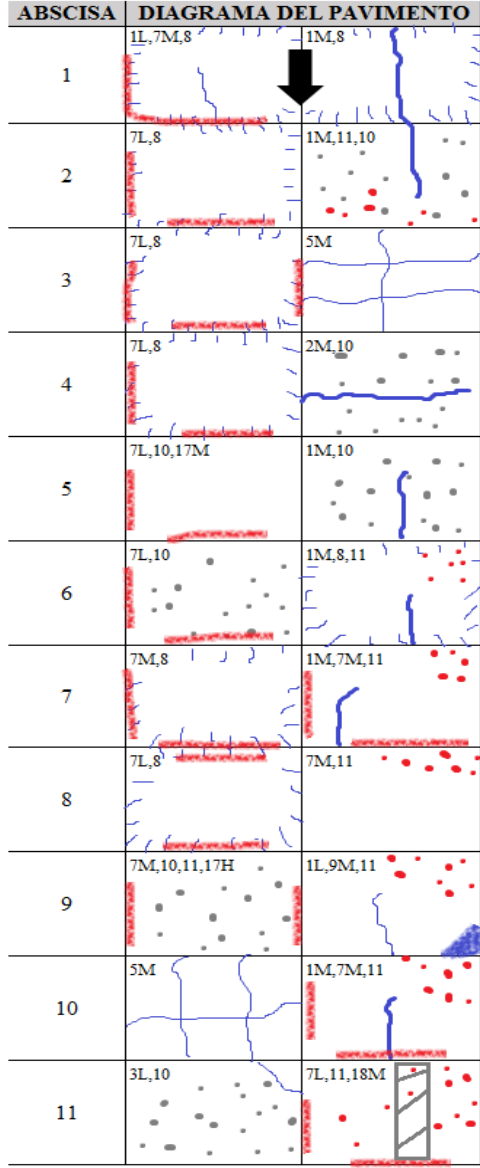 ABSCISA DIAGRAMA DEL PAVIMENTO
1 1L,7M,8 1M,8
2 7L,8 1M,11,10
3 7L,8 5M
4 7L,8 2M,10
5 7L,10,17M 1M,10
6 7L,10 1M,8,11
7 7M,8 1M,7M,11
8 7L,8 7M,11
9 7M,10,11,17H 1L,9M,11
10 5M 1M,7M,11
11 3L,10 7L,11,18M